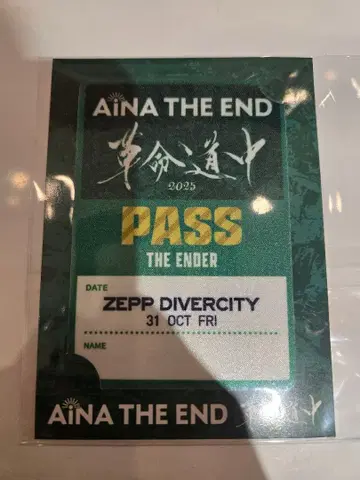 AiNA THE END
革命道中
2025
PASS
THE ENDER
DATE
ZEPP DIVERCITY
31 OCT FRI
NAME
AiNA THE END